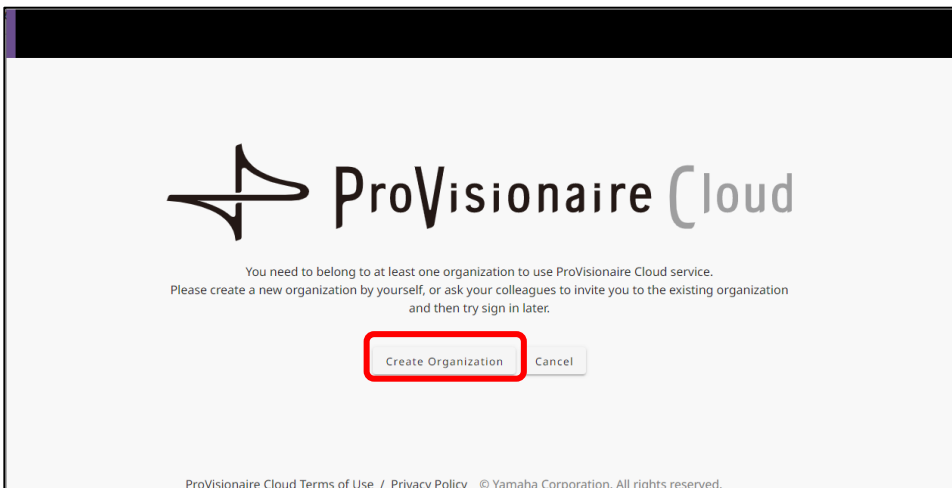 ProVisionaire Cloud
You need to belong to at least one organization to use ProVisionaire Cloud service.
Please create a new organization by yourself, or ask your colleagues to invite you to the existing organization
and then try sign in later.
Create Organization Cancel
ProVisionaire Cloud Terms of Use / Privacy Policy © Yamaha Corporation. All rights reserved.